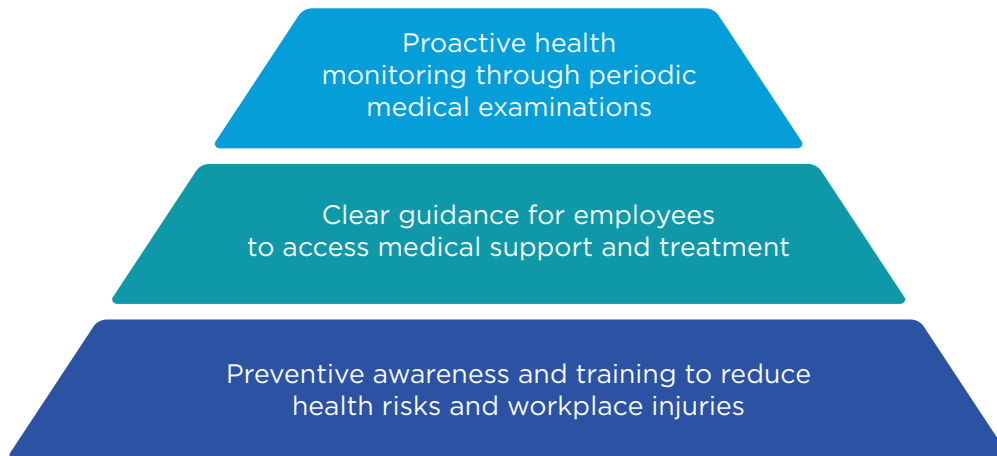 Proactive health
monitoring through periodic
medical examinations
Clear guidance for employees
to access medical support and treatment
Preventive awareness and training to reduce
health risks and workplace injuries